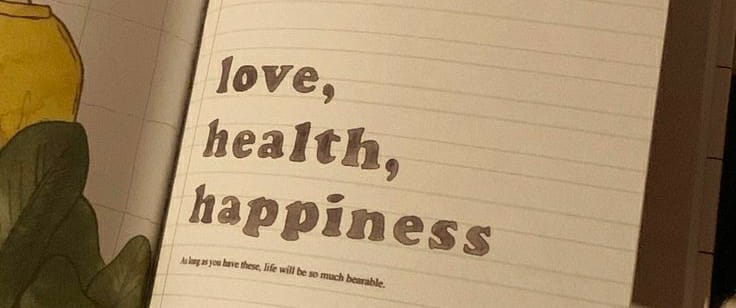 love,
health,
happiness
As long as you have these, life will be so much bearable.